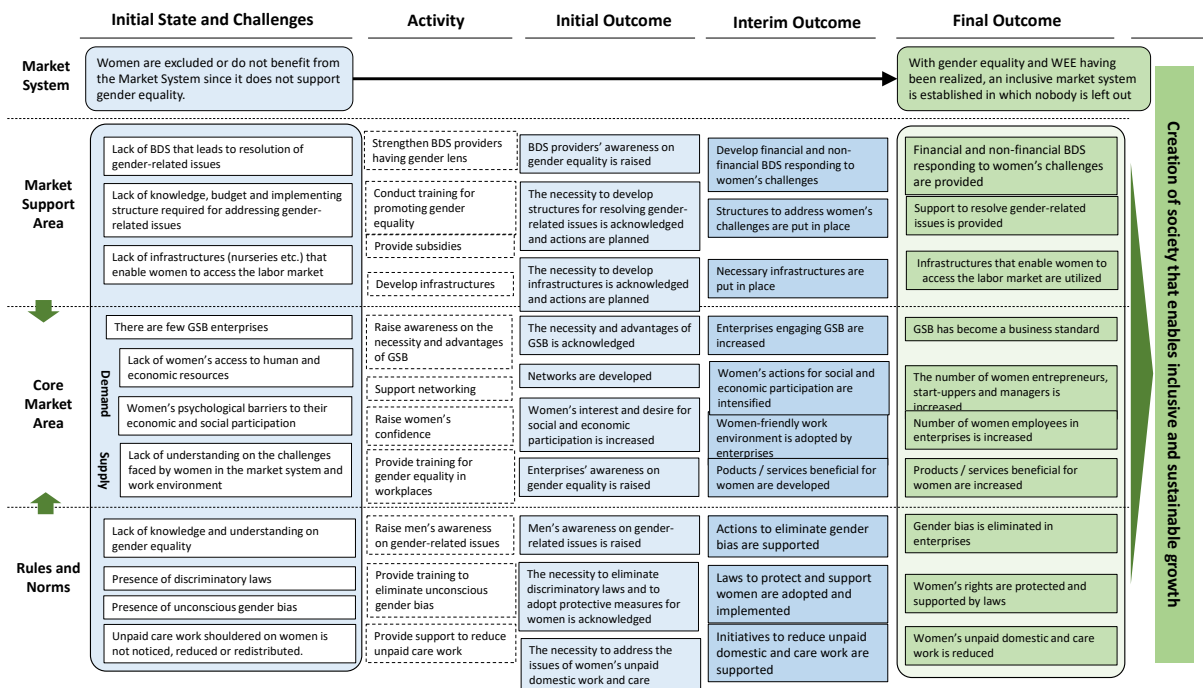 Initial State and Challenges
Activity
Initial Outcome
Interim Outcome
Final Outcome
Market
System
Women are excluded or do not benefit from
the Market System since it does not support
gender equality.
With gender equality and WEE having
been realized, an inclusive market system
is established in which nobody is left out
Market
Support
Area
Lack of BDS that leads to resolution of
gender-related issues
Lack of knowledge, budget and implementing
structure required for addressing gender-
related issues
Lack of infrastructures (nurseries etc.) that
enable women to access the labor market
Strengthen BDS providers
having gender lens
Conduct training for
promoting gender
equality
Provide subsidies
Develop infrastructures
BDS providers' awareness on
gender equality is raised
The necessity to develop
structures for resolving gender-
related issues is acknowledged
and actions are planned
The necessity to develop
infrastructures is acknowledged
and actions are planned
Develop financial and non-
financial BDS responding to
women's challenges
Structures to address women's
challenges are put in place
Necessary infrastructures are
put in place
Financial and non-financial BDS
responding to women's challenges
are provided
Support to resolve gender-related
issues is provided
Infrastructures that enable women to
access the labor market are utilized
Core
Market
Area
Demand
Supply
There are few GSB enterprises
Lack of women's access to human and
economic resources
Women's psychological barriers to their
economic and social participation
Lack of understanding on the challenges
faced by women in the market system and
work environment
Raise awareness on the
necessity and advantages
of GSB
Support networking
Raise women's
confidence
Provide training for
gender equality in
workplaces
The necessity and advantages of
GSB is acknowledged
Networks are developed
Women's interest and desire for
social and economic
participation is increased
Enterprises' awareness on
gender equality is raised
Enterprises engaging GSB are
increased
Women's actions for social and
economic participation are
intensified
Women-friendly work
environment is adopted by
enterprises
Poducts / services beneficial for
women are developed
GSB has become a business standard
The number of women entrepreneurs,
start-uppers and managers is
increased
Number of women employees in
enterprises is increased
Products / services beneficial for
women are increased
Rules and
Norms
Lack of knowledge and understanding on
gender equality
Presence of discriminatory laws
Presence of unconscious gender bias
Unpaid care work shouldered on women is
not noticed, reduced or redistributed.
Raise men's awareness
on gender-related issues
Provide training to
eliminate unconscious
gender bias
Provide support to reduce
unpaid care work
Men's awareness on gender-
related issues is raised
The necessity to eliminate
discriminatory laws and to
adopt protective measures for
women is acknowledged
The necessity to address the
issues of women's unpaid
domestic work and care
Actions to eliminate gender
bias are supported
Laws to protect and support
women are adopted and
implemented
Initiatives to reduce unpaid
domestic and care work are
supported
Gender bias is eliminated in
enterprises
Women's rights are protected and
supported by laws
Women's unpaid domestic and care
work is reduced
Creation of society that enables inclusive and sustainable growth